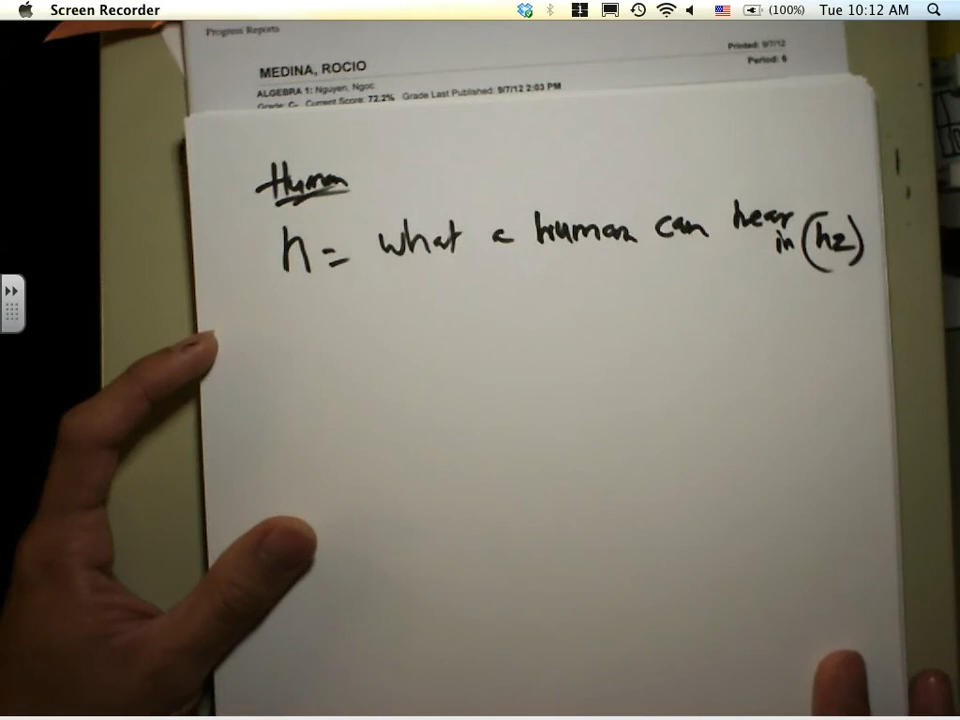 Screen Recorder
(100%)
Tue 10:12 AM
Progress Reports
Printed: 9/7/12
MEDINA, ROCIO
Period: 6
ALGEBRA 1: Nguyen, Ngoc
Grade: C- Current Score: 72.2% Grade Last Published: 9/7/12 2:03 PM
Human
h = what a human can hear
in (hz)